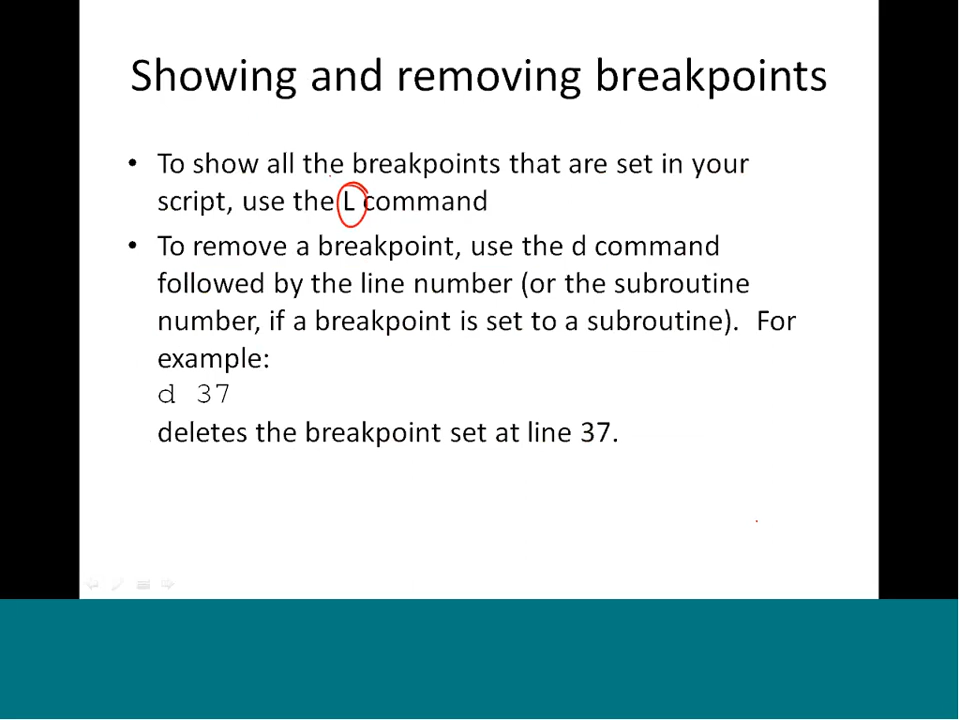 Showing and removing breakpoints
• To show all the breakpoints that are set in your
script, use the L command
• To remove a breakpoint, use the d command
followed by the line number (or the subroutine
number, if a breakpoint is set to a subroutine).  For
example:
d 37
deletes the breakpoint set at line 37.